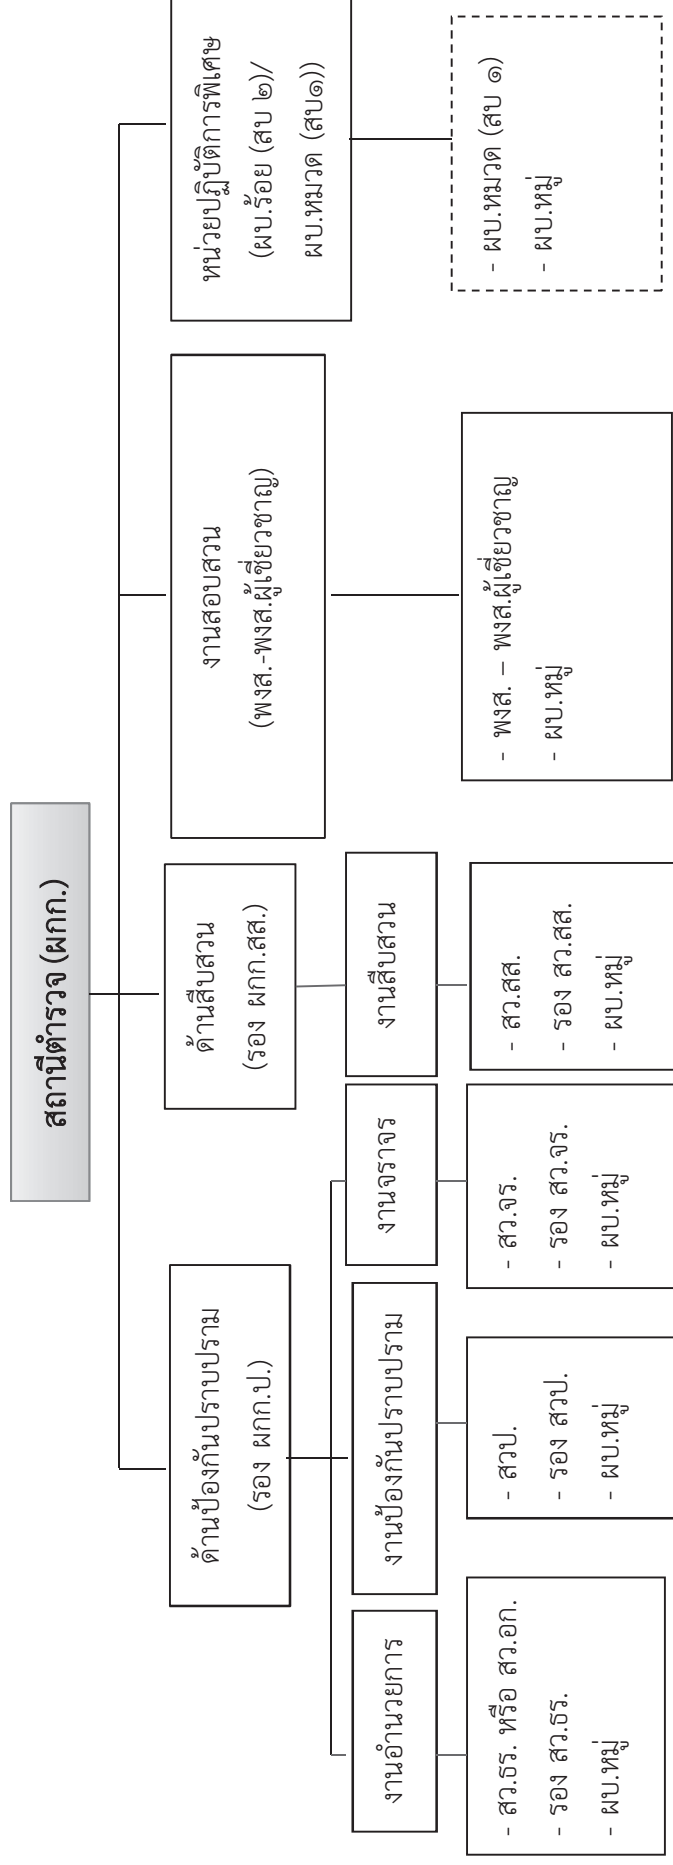 สถานีตำรวจ (ผกก.)
ด้านป้องกันปราบปราม
(รอง ผกก.ป.)
ด้านสืบสวน
(รอง ผกก.สส.)
งานสอบสวน
(พงส.-พงส.ผู้เชี่ยวชาญ)
หน่วยปฏิบัติการพิเศษ
(ผบ.ร้อย (สบ ๒)/
ผบ.หมวด (สบ๑))
งานอำนวยการ
งานป้องกันปราบปราม
งานจราจร
งานสืบสวน
- สว.ธร. หรือ สว.อก.
- รอง สว.ธร.
- ผบ.หมู่
- สวป.
- รอง สวป.
- ผบ.หมู่
- สว.จร.
- รอง สว.จร.
- ผบ.หมู่
- สว.สส.
- รอง สว.สส.
- ผบ.หมู่
- พงส. – พงส.ผู้เชี่ยวชาญ
- ผบ.หมู่
- ผบ.หมวด (สบ ๑)
- ผบ.หมู่